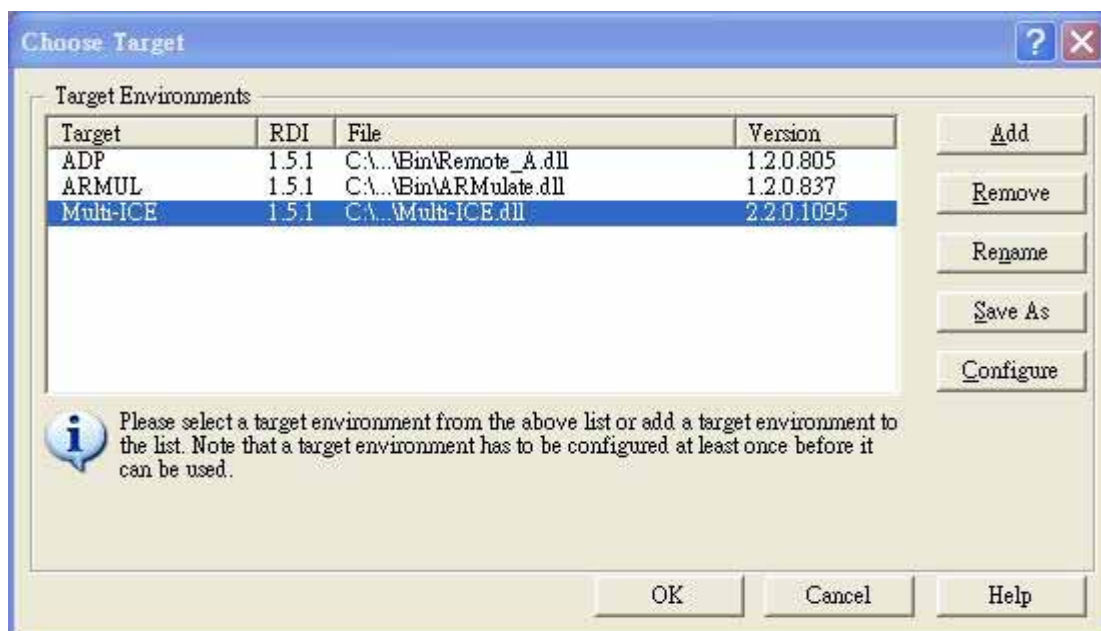 Choose Target
Target Environments
Target RDI File Version
ADP 1.5.1 C:\...\Bin\Remote_A.dll 1.2.0.805
ARMUL 1.5.1 C:\...\Bin\ARMulate.dll 1.2.0.837
Multi-ICE 1.5.1 C:\...\Multi-ICE.dll 2.2.0.1095
Add
Remove
Rename
Save As
Configure
Please select a target environment from the above list or add a target environment to
the list. Note that a target environment has to be configured at least once before it
can be used.
OK Cancel Help